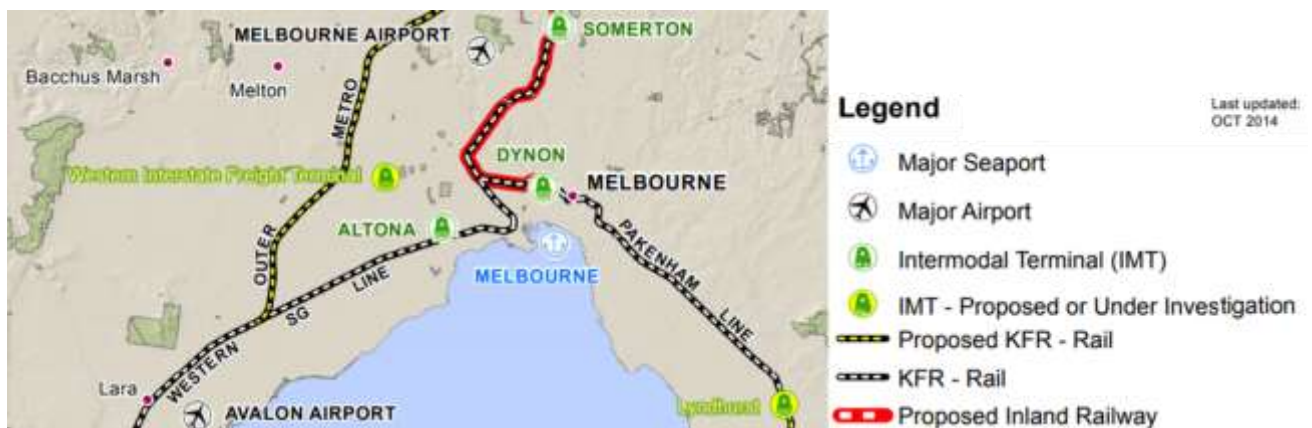 MELBOURNE AIRPORT
SOMERTON
Bacchus Marsh
Melton
METRO
DYNON
Western Interstate Freight Terminal
MELBOURNE
ALTONA
OUTER
MELBOURNE
PAKENHAM
LINE
SG
LINE
WESTERN
Lara
AVALON AIRPORT
Lyndhurst
Legend
Last updated:
OCT 2014
Major Seaport
Major Airport
Intermodal Terminal (IMT)
IMT - Proposed or Under Investigation
Proposed KFR - Rail
KFR - Rail
Proposed Inland Railway